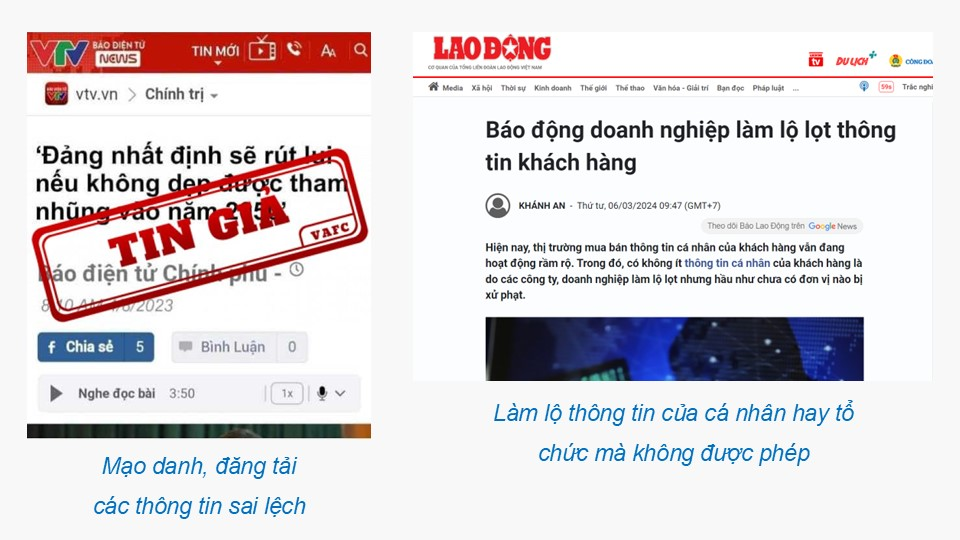 VTV BÁO ĐIỆN TỬ NEWS TIN MỚI AA
VTV vtv.vn > Chính trị
‘Đảng nhất định sẽ rút lui
nếu không dẹp được tham
nhũng vào năm
TIN GIẢ
VAFC
Báo điện tử Chính phủ -
f Chia sẻ 5 Bình Luận 0
Nghe đọc bài 3:50 1x
Mạo danh, đăng tải
các thông tin sai lệch
LAO ĐỘNG
CƠ QUAN CỦA TỔNG LIÊN ĐOÀN LAO ĐỘNG VIỆT NAM
tv DU LỊCH CÔNG ĐOÀ
Media Xã hội Thời sự Kinh doanh Thế giới Thể thao Văn hóa - Giải trí Bạn đọc Pháp luật ... 59s Trắc nghi
Báo động doanh nghiệp làm lộ lọt thông
tin khách hàng
KHÁNH AN - Thứ tư, 06/03/2024 09:47 (GMT+7)
Theo dõi Báo Lao Động trên Google News
Hiện nay, thị trường mua bán thông tin cá nhân của khách hàng vẫn đang
hoạt động rầm rộ. Trong đó, có không ít thông tin cá nhân của khách hàng là
do các công ty, doanh nghiệp làm lộ lọt nhưng hầu như chưa có đơn vị nào bị
xử phạt.
Làm lộ thông tin của cá nhân hay tổ
chức mà không được phép